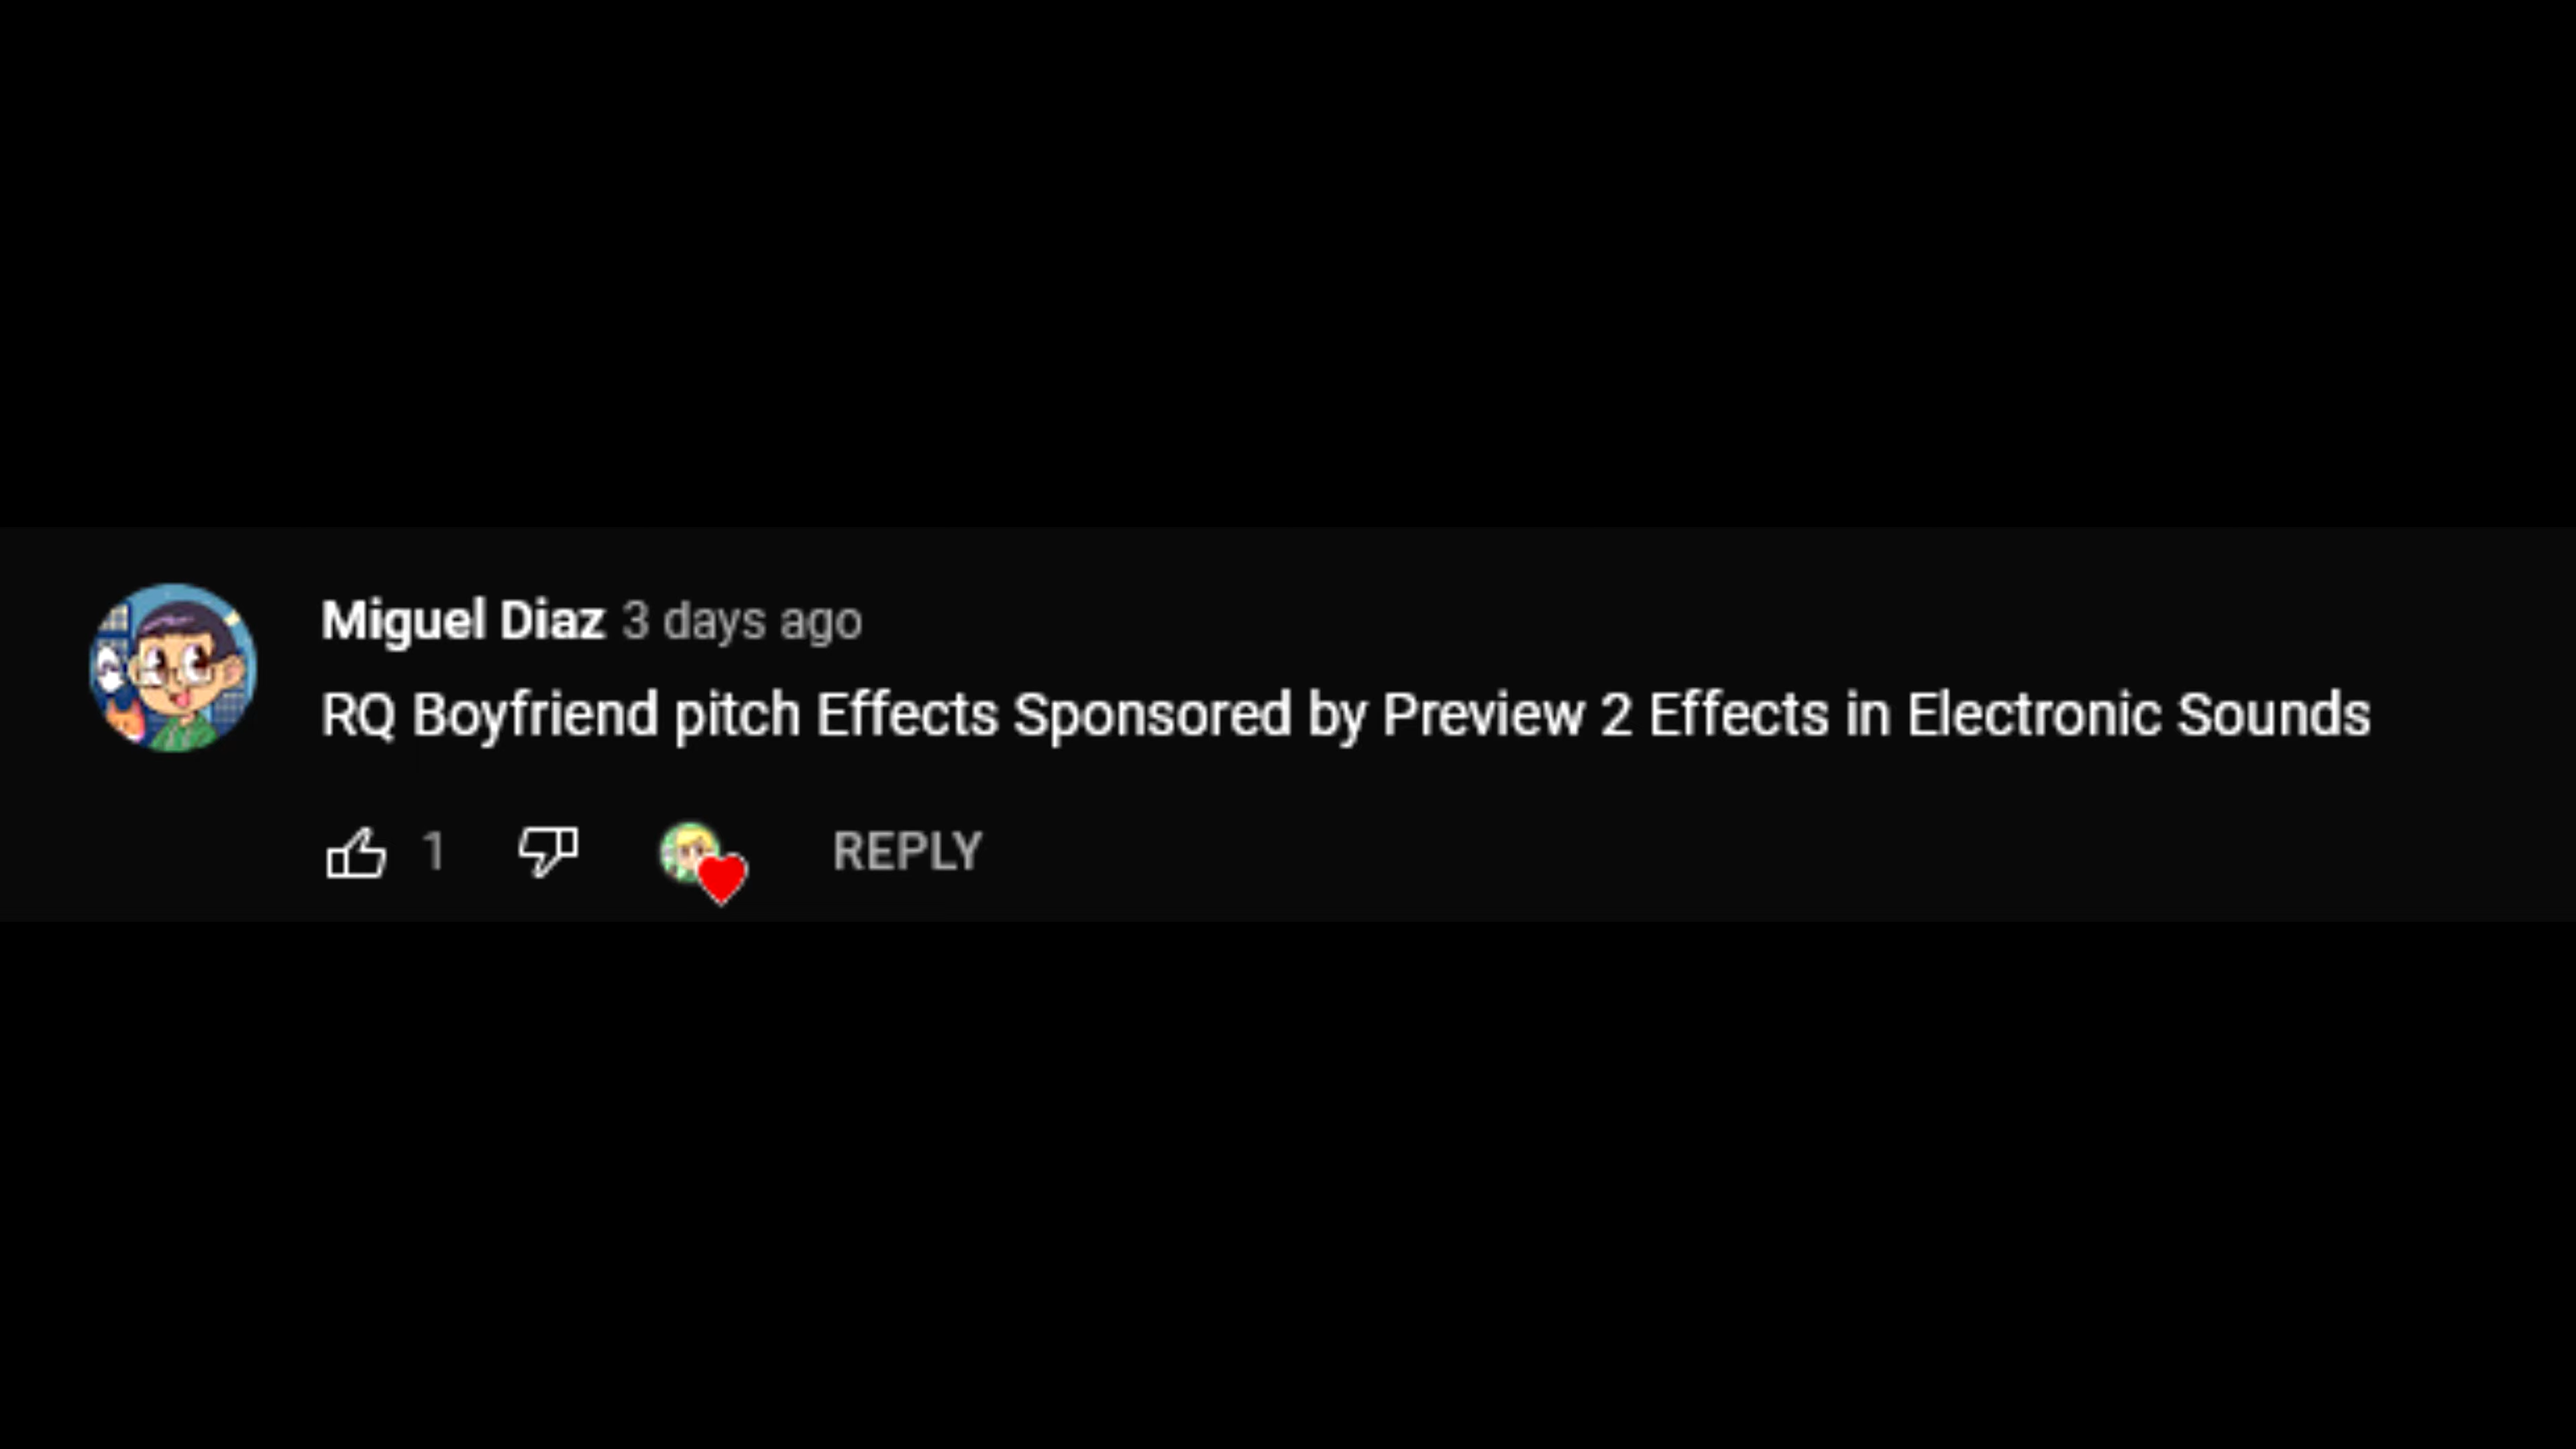 Miguel Diaz 3 days ago
RQ Boyfriend pitch Effects Sponsored by Preview 2 Effects in Electronic Sounds
1 REPLY